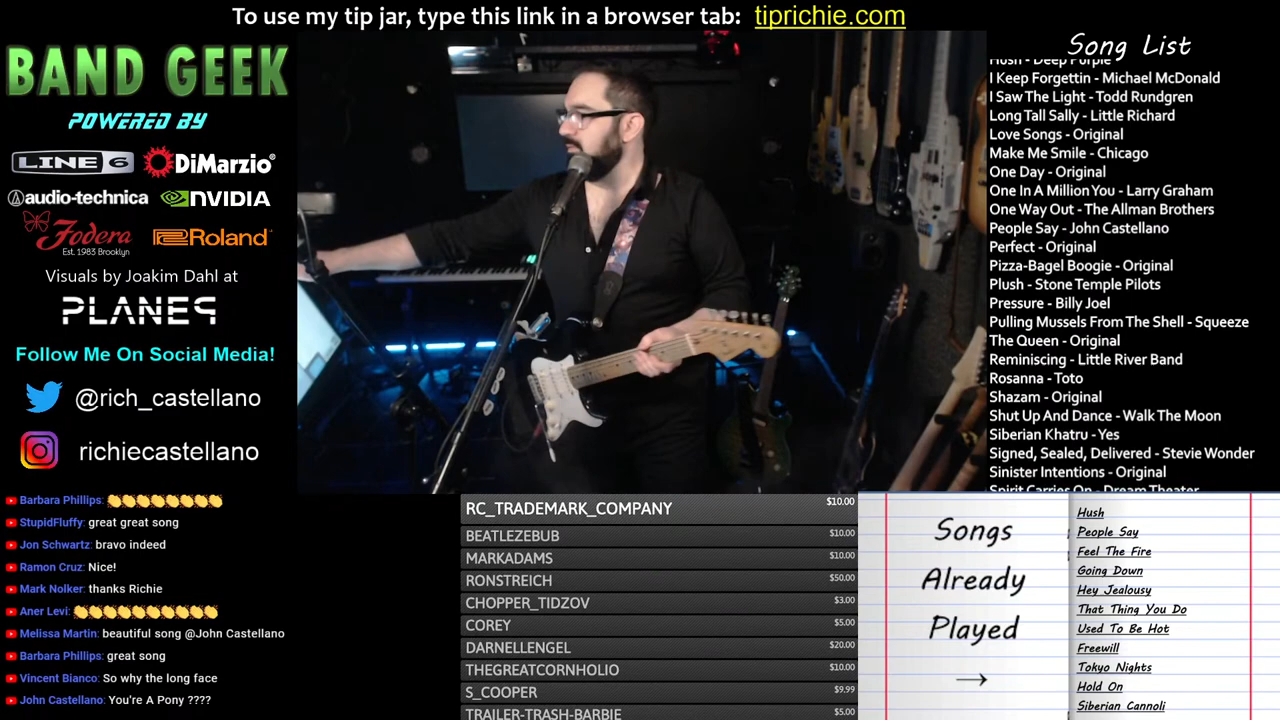 To use my tip jar, type this link in a browser tab: tiprichie.com
BAND GEEK
POWERED BY
LINE 6
DiMarzio
audio-technica
NVIDIA
Fodera
Est. 1983 Brooklyn
Roland
Visuals by Joakim Dahl at
PLANE9
Follow Me On Social Media!
@rich_castellano
richiecastellano
Barbara Phillips: 👏👏👏👏👏👏👏👏
StupidFluffy: great great song
Jon Schwartz: bravo indeed
Ramon Cruz: Nice!
Mark Nolker: thanks Richie
Aner Levi: 👏👏👏👏👏👏👏👏👏👏
Melissa Martin: beautiful song @John Castellano
Barbara Phillips: great song
Vincent Bianco: So why the long face
John Castellano: You're A Pony ????
RC_TRADEMARK_COMPANY $10.00
BEATLEZEBUB $10.00
MARKADAMS $10.00
RONSTREICH $50.00
CHOPPER_TIDZOV $3.00
COREY $5.00
DARNELLENGEL $20.00
THEGREATCORNHOLIO $10.00
S_COOPER $9.99
TRAILER-TRASH-BARBIE $5.00
Song List
Hush - Deep Purple
I Keep Forgettin - Michael McDonald
I Saw The Light - Todd Rundgren
Long Tall Sally - Little Richard
Love Songs - Original
Make Me Smile - Chicago
One Day - Original
One In A Million You - Larry Graham
One Way Out - The Allman Brothers
People Say - John Castellano
Perfect - Original
Pizza-Bagel Boogie - Original
Plush - Stone Temple Pilots
Pressure - Billy Joel
Pulling Mussels From The Shell - Squeeze
The Queen - Original
Reminiscing - Little River Band
Rosanna - Toto
Shazam - Original
Shut Up And Dance - Walk The Moon
Siberian Khatru - Yes
Signed, Sealed, Delivered - Stevie Wonder
Sinister Intentions - Original
Spirit Carries On - Dream Theater
Songs
Already
Played
→
Hush
People Say
Feel The Fire
Going Down
Hey Jealousy
That Thing You Do
Used To Be Hot
Freewill
Tokyo Nights
Hold On
Siberian Cannoli